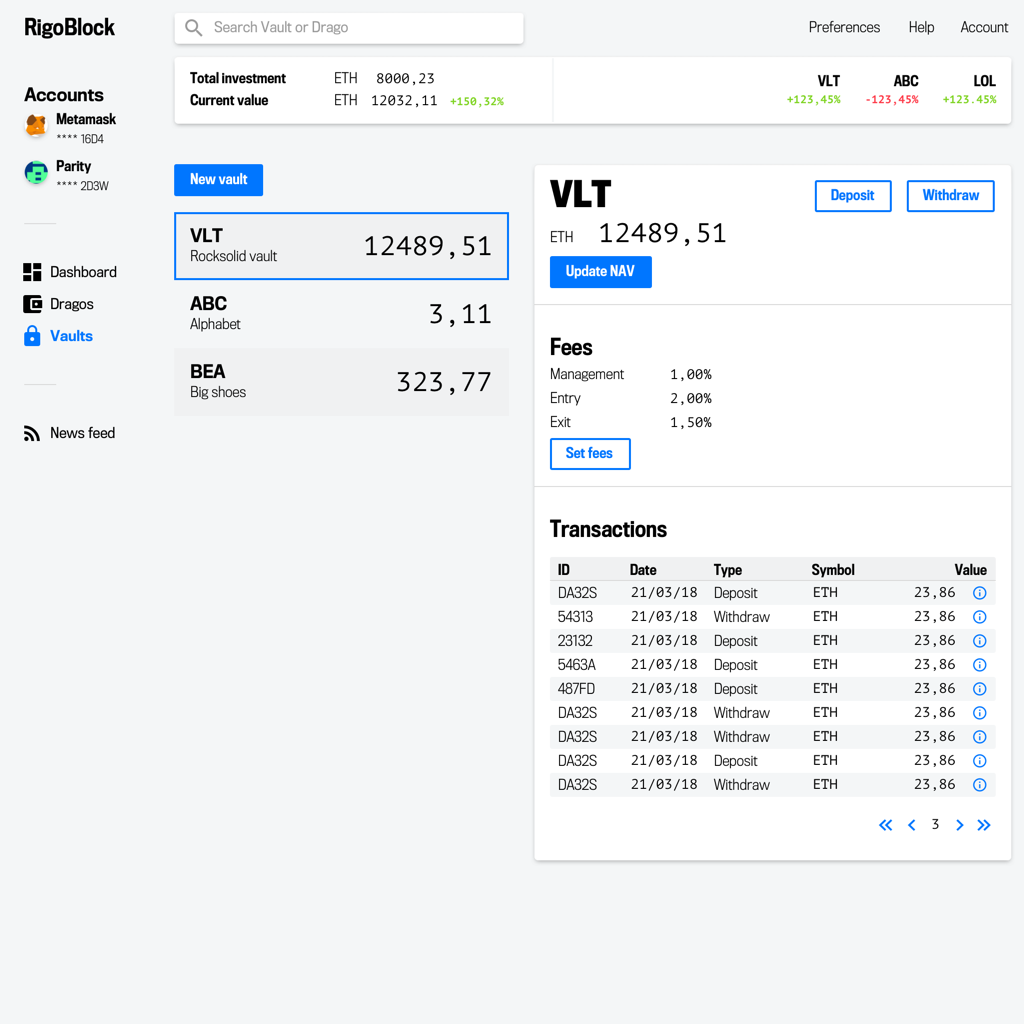 RigoBlock
Search Vault or Drago
Preferences Help Account
Total investment ETH 8000,23
Current value ETH 12032,11 +150,32%
VLT ABC LOL
+123,45% -123,45% +123.45%
Accounts
Metamask
**** 16D4
Parity
**** 2D3W
Dashboard
Dragos
Vaults
News feed
New vault
VLT
Rocksolid vault
12489,51
ABC
Alphabet
3,11
BEA
Big shoes
323,77
VLT
Deposit Withdraw
ETH 12489,51
Update NAV
Fees
Management 1,00%
Entry 2,00%
Exit 1,50%
Set fees
Transactions
ID Date Type Symbol Value
DA32S 21/03/18 Deposit ETH 23,86
54313 21/03/18 Withdraw ETH 23,86
23132 21/03/18 Deposit ETH 23,86
5463A 21/03/18 Deposit ETH 23,86
487FD 21/03/18 Deposit ETH 23,86
DA32S 21/03/18 Withdraw ETH 23,86
DA32S 21/03/18 Withdraw ETH 23,86
DA32S 21/03/18 Deposit ETH 23,86
DA32S 21/03/18 Withdraw ETH 23,86
3